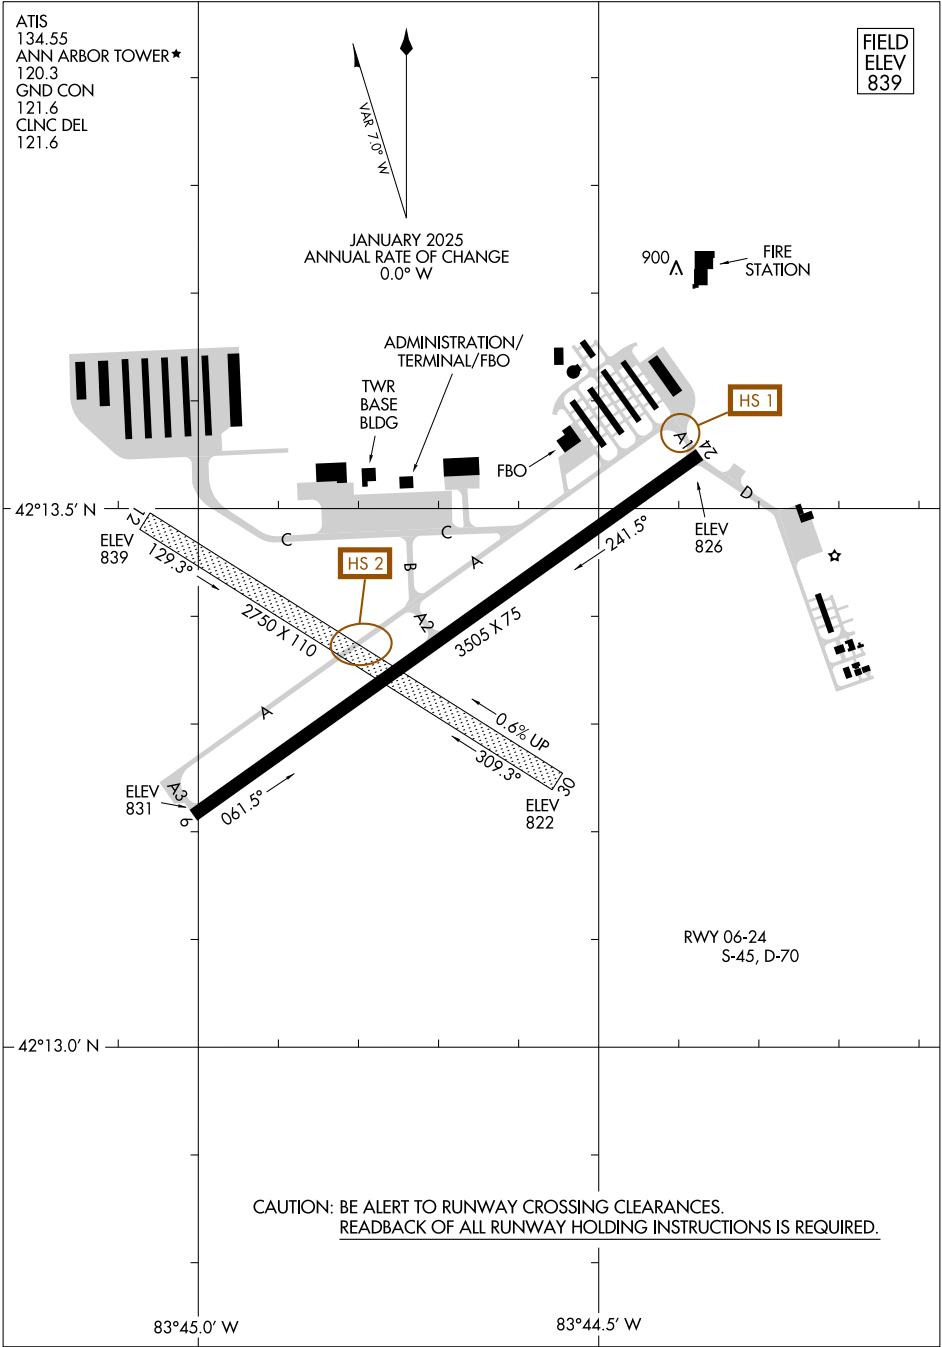 ATIS
134.55
ANN ARBOR TOWER★
120.3
GND CON
121.6
CLNC DEL
121.6
FIELD
ELEV
839
VAR 7.0° W
JANUARY 2025
ANNUAL RATE OF CHANGE
0.0° W
900
FIRE
STATION
ADMINISTRATION/
TERMINAL/FBO
TWR
BASE
BLDG
HS 1
A1
24
FBO
D
42°13.5' N
12
ELEV
839
129.3°
C
C
B
A
HS 2
241.5°
ELEV
826
2750 X 110
A2
3505 X 75
A
0.6% UP
309.3°
30
ELEV
822
ELEV
831
A3
6
061.5°
RWY 06-24
S-45, D-70
42°13.0' N
CAUTION: BE ALERT TO RUNWAY CROSSING CLEARANCES.
READBACK OF ALL RUNWAY HOLDING INSTRUCTIONS IS REQUIRED.
83°45.0' W
83°44.5' W